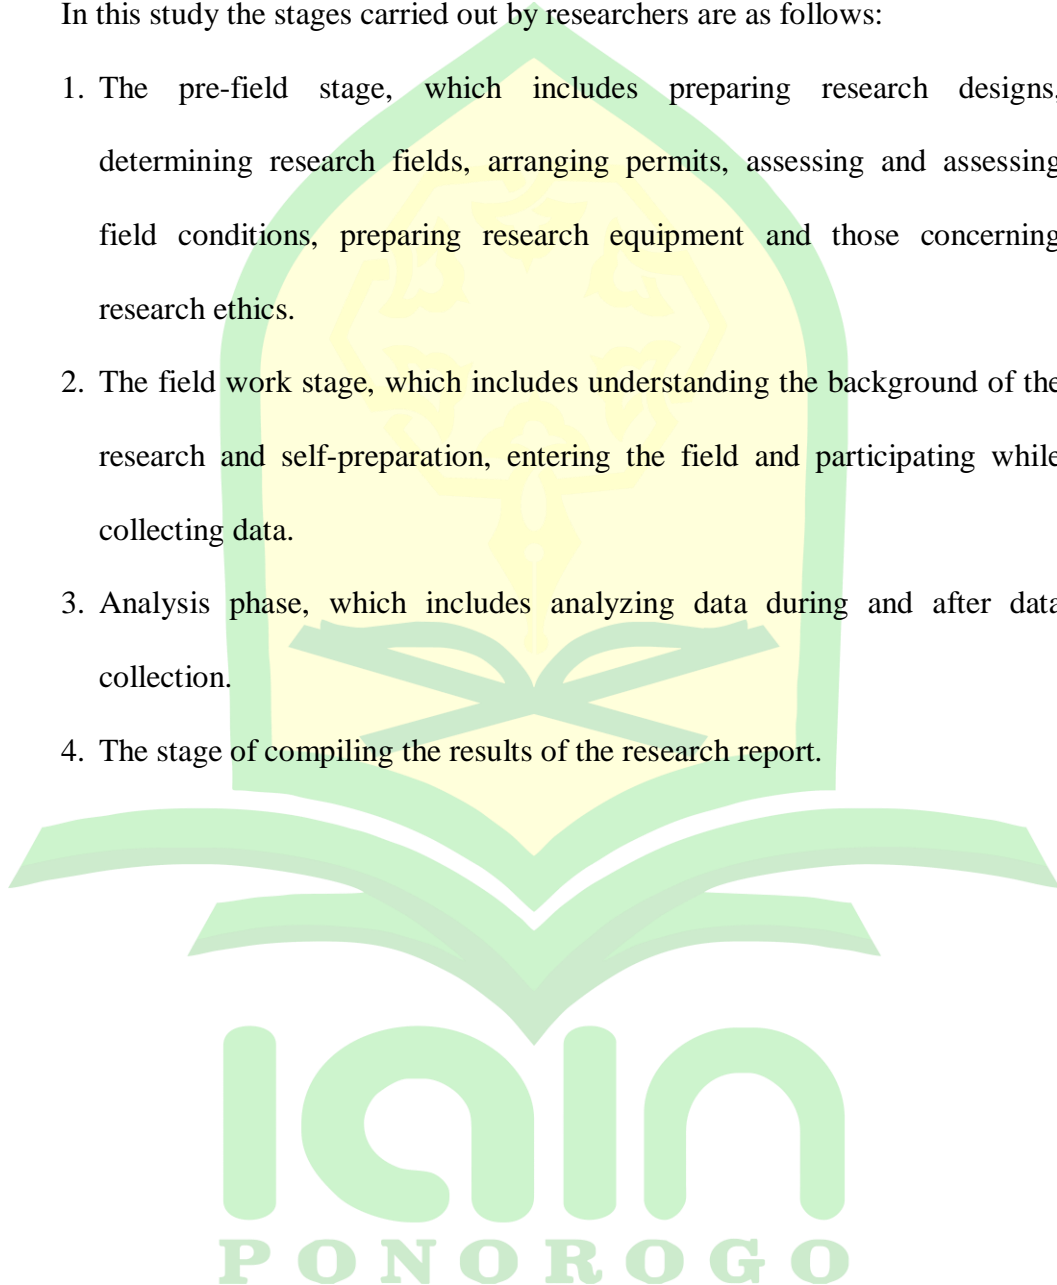 In this study the stages carried out by researchers are as follows:
1. The pre-field stage, which includes preparing research designs,
determining research fields, arranging permits, assessing and assessing
field conditions, preparing research equipment and those concerning
research ethics.
2. The field work stage, which includes understanding the background of the
research and self-preparation, entering the field and participating while
collecting data.
3. Analysis phase, which includes analyzing data during and after data
collection.
4. The stage of compiling the results of the research report.
iain
PONOROGO